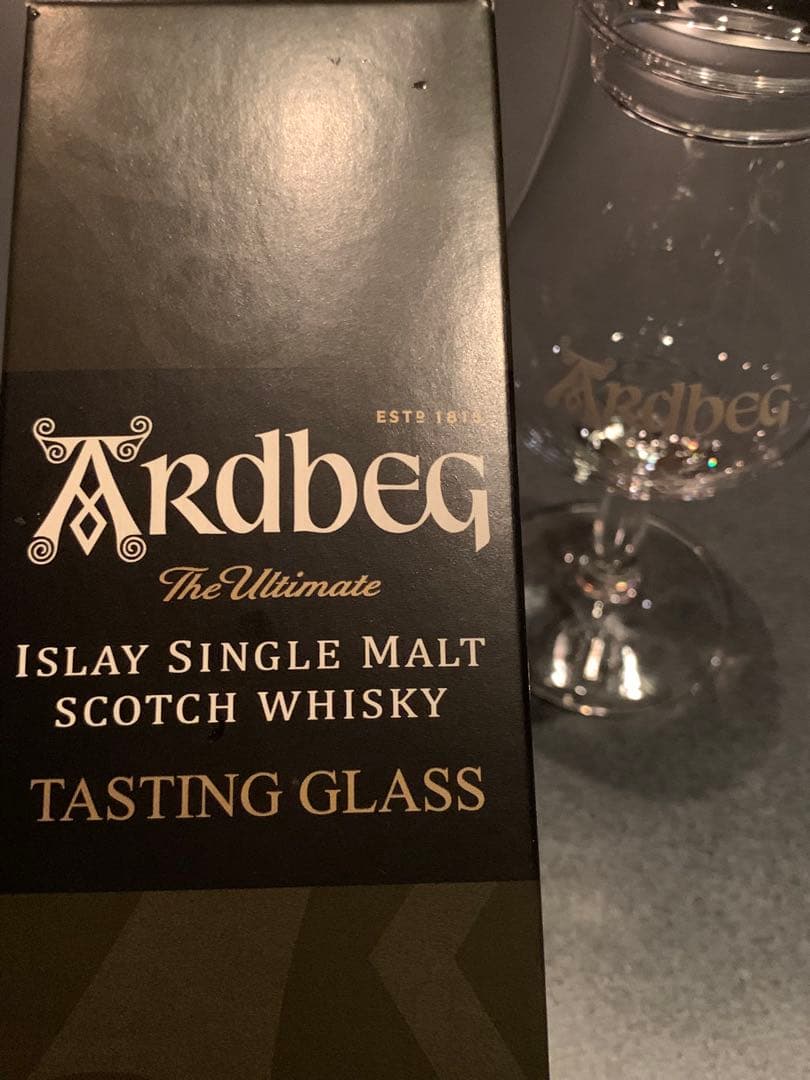 ESTD 1815
ARdbEG
The Ultimate
ISLAY SINGLE MALT
SCOTCH WHISKY
TASTING GLASS
ARdbEG